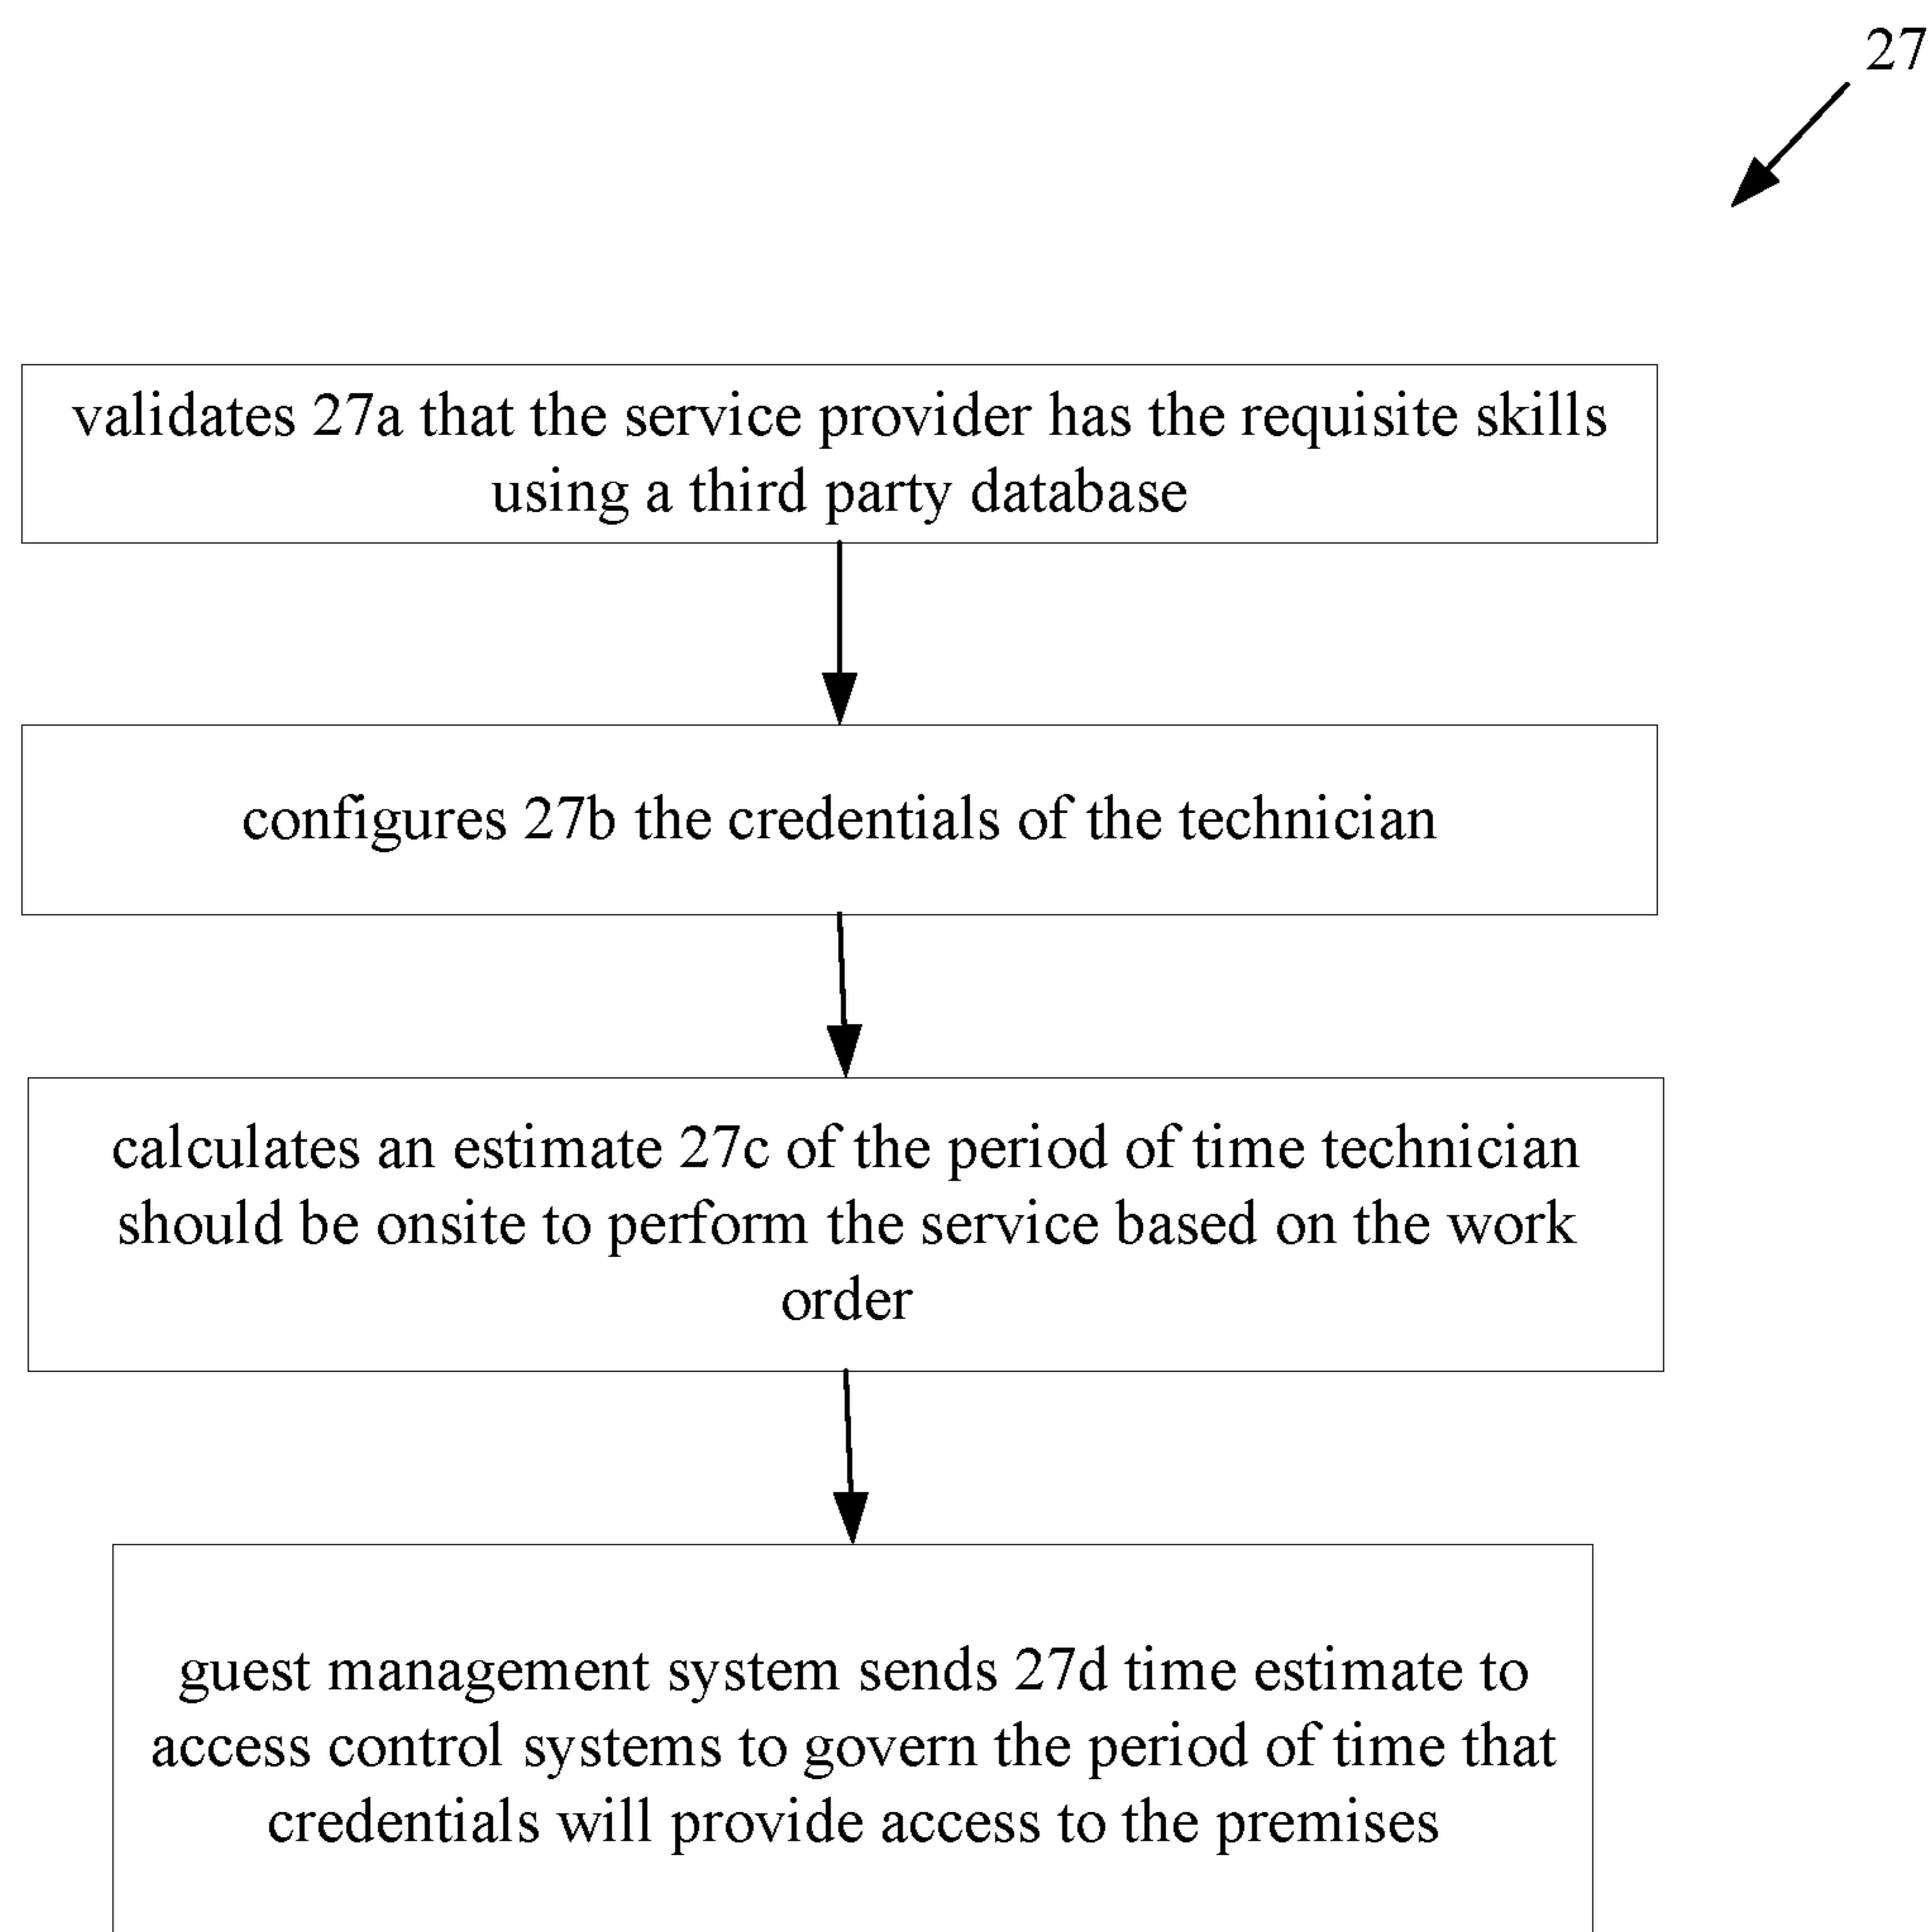 27
validates 27a that the service provider has the requisite skills
using a third party database
configures 27b the credentials of the technician
calculates an estimate 27c of the period of time technician
should be onsite to perform the service based on the work
order
guest management system sends 27d time estimate to
access control systems to govern the period of time that
credentials will provide access to the premises